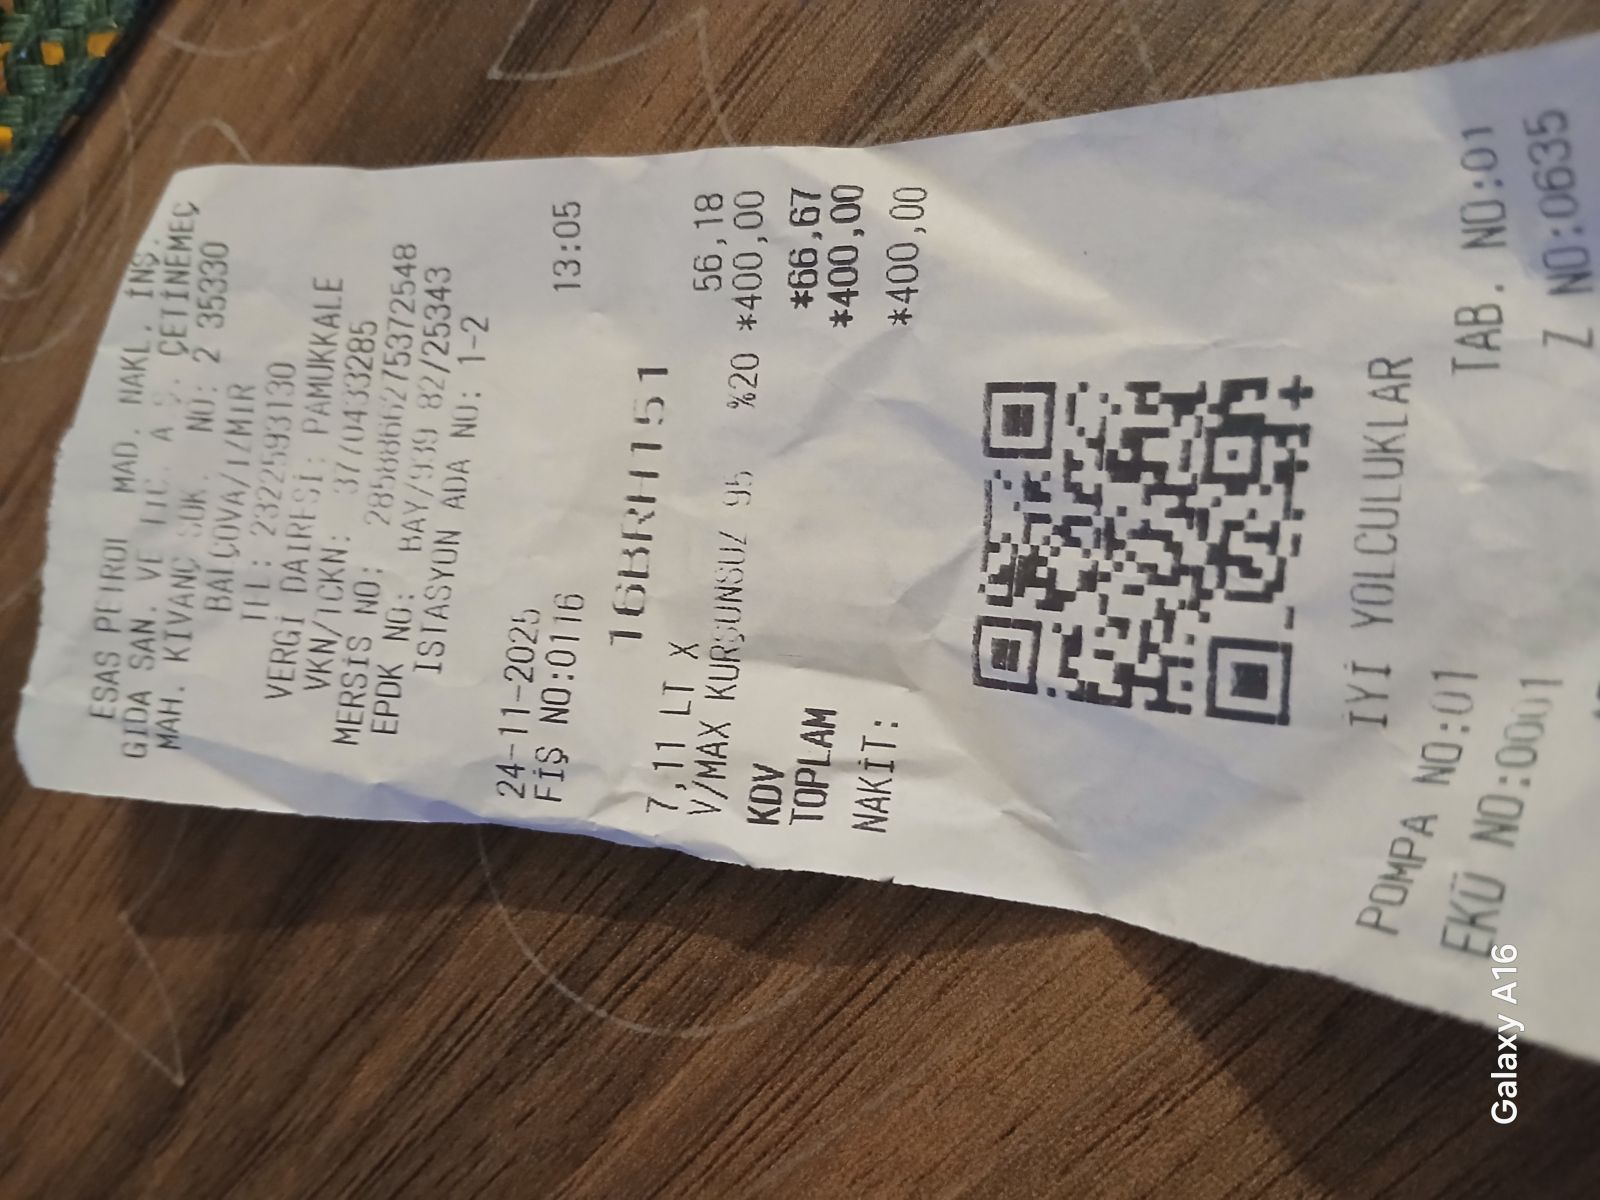 ESAS PETROL MAD. NAKL. İNŞ.
GIDA SAN. VE TİC. A.Ş. ÇETİNEMEÇ
MAH. KIVANÇ SOK. NO: 2 35330
BALÇOVA/İZMİR
TEL: 2322593130
VERGİ DAİRESİ: PAMUKKALE
VKN/TCKN: 37 0433285
MERSİS NO:
EPDK NO: BAY/939 82/25343
İSTASYON ADA NO: 1-2
24-11-2025 13:05
FİŞ NO:0116
16BRH151
7,11 LT X 56,18
V/MAX KURŞUNSUZ 95 %20 *400,00
KDV *66,67
TOPLAM *400,00
NAKİT: *400,00
İYİ YOLCULUKLAR
POMPA NO:01 TAB. NO:01
EKÜ NO:0001 Z NO:0635
Galaxy A16